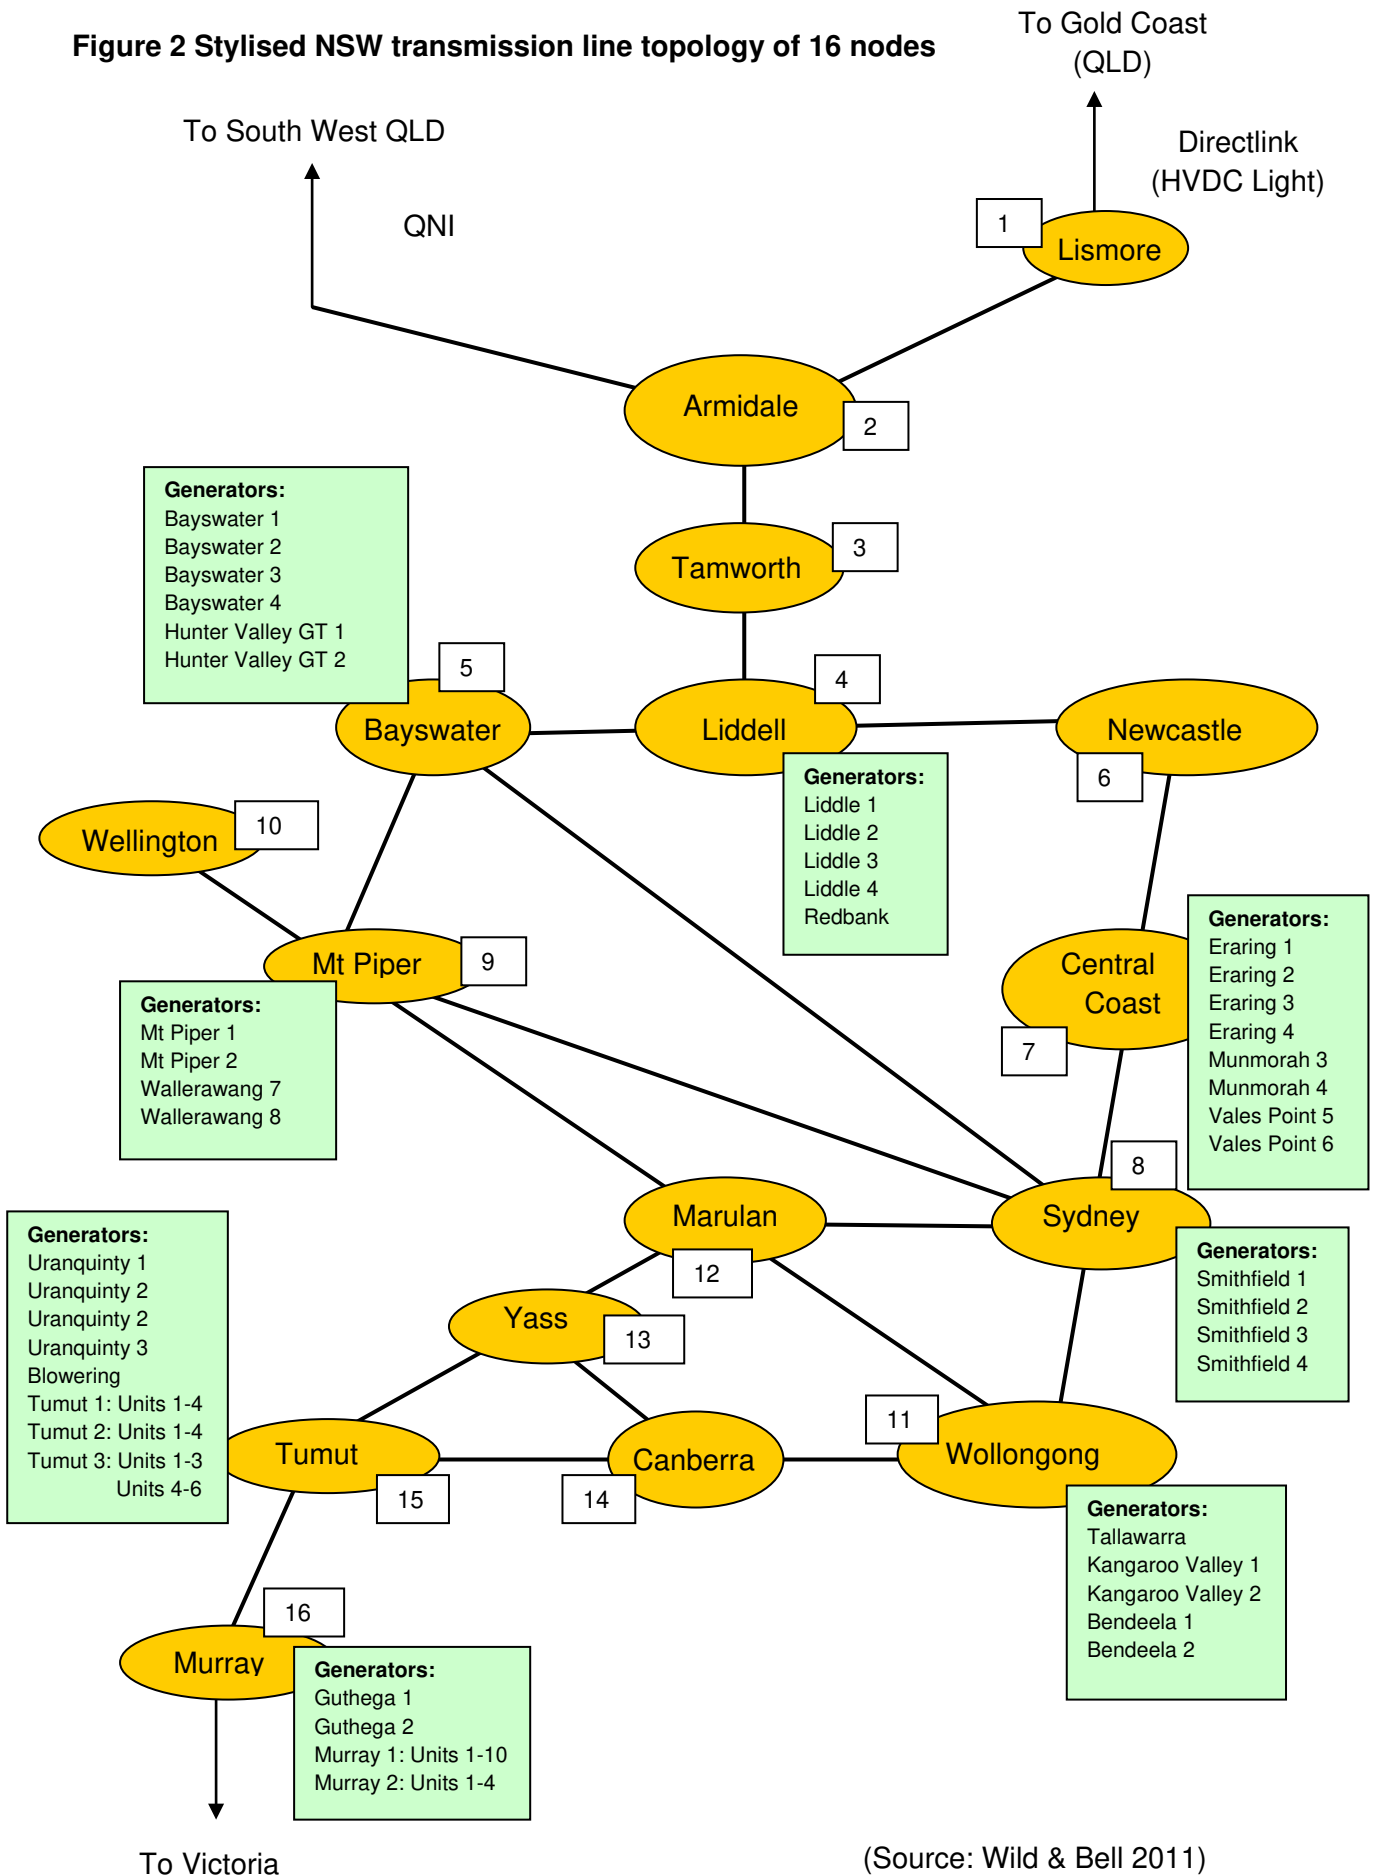 Figure 2 Stylised NSW transmission line topology of 16 nodes
To Gold Coast
(QLD)
To South West QLD
Directlink
(HVDC Light)
QNI
1
Lismore
Armidale
2
Generators:
Bayswater 1
Bayswater 2
Bayswater 3
Bayswater 4
Hunter Valley GT 1
Hunter Valley GT 2
Tamworth
3
5
Bayswater
4
Liddell
Newcastle
6
Generators:
Liddle 1
Liddle 2
Liddle 3
Liddle 4
Redbank
Wellington
10
Mt Piper
9
Generators:
Mt Piper 1
Mt Piper 2
Wallerawang 7
Wallerawang 8
Central
Coast
7
Generators:
Eraring 1
Eraring 2
Eraring 3
Eraring 4
Munmorah 3
Munmorah 4
Vales Point 5
Vales Point 6
8
Sydney
Generators:
Smithfield 1
Smithfield 2
Smithfield 3
Smithfield 4
Marulan
12
Yass
13
Generators:
Uranquinty 1
Uranquinty 2
Uranquinty 2
Uranquinty 3
Blowering
Tumut 1: Units 1-4
Tumut 2: Units 1-4
Tumut 3: Units 1-3
Units 4-6
Tumut
15
Canberra
14
11
Wollongong
Generators:
Tallawarra
Kangaroo Valley 1
Kangaroo Valley 2
Bendeela 1
Bendeela 2
16
Murray
Generators:
Guthega 1
Guthega 2
Murray 1: Units 1-10
Murray 2: Units 1-4
To Victoria
(Source: Wild & Bell 2011)